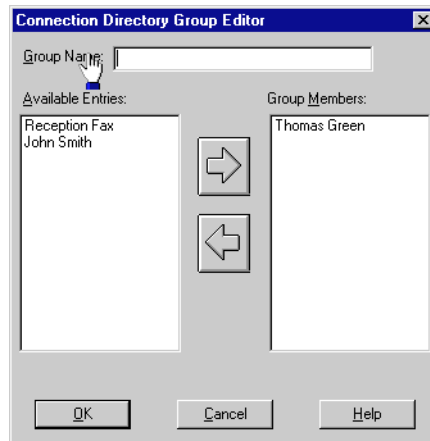 Connection Directory Group Editor
Group Name:
Available Entries:
Group Members:
Reception Fax
John Smith
Thomas Green
OK
Cancel
Help